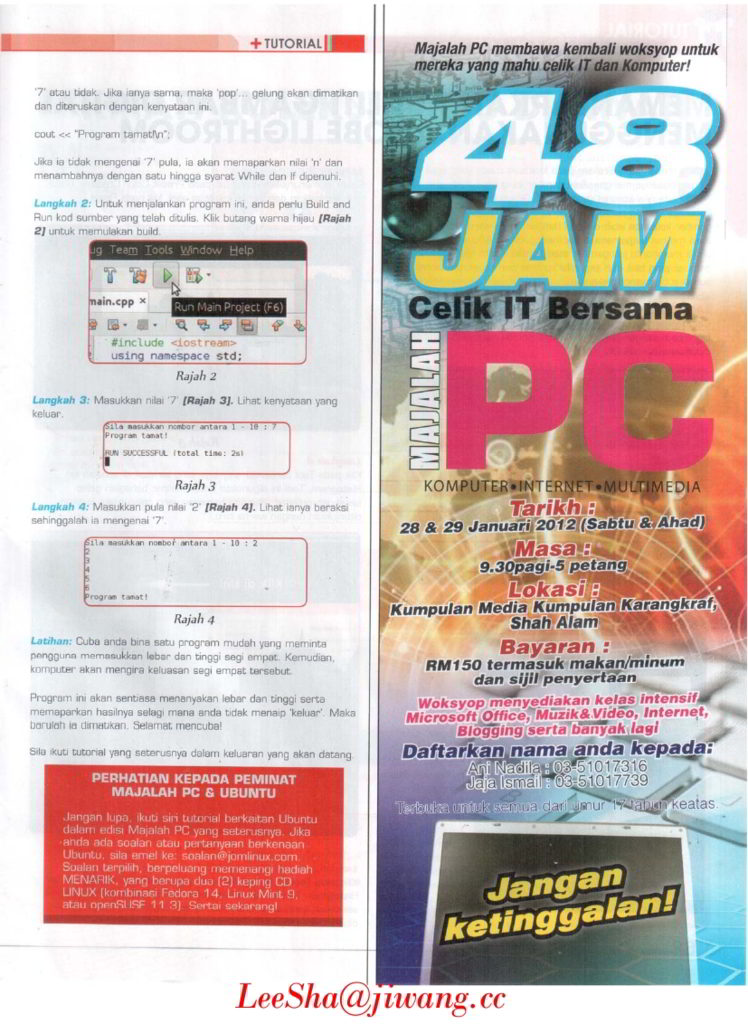 + TUTORIAL
'7' atau tidak. Jika ianya sama, maka 'pop'... gelung akan dimatikan
dan diteruskan dengan kenyataan ini.
cout << "Program tamat!\n";
Jika ia tidak mengenai '7' pula, ia akan memaparkan nilai 'n' dan
menambahnya dengan satu hingga syarat While dan If dipenuhi.
Langkah 2: Untuk menjalankan program ini, anda perlu Build and
Run kod sumber yang telah ditulis. Klik butang warna hijau [Rajah
2] untuk memulakan build.
ug Team Tools Window Help
main.cpp ×
Run Main Project (F6)
#include <iostream>
using namespace std;
Rajah 2
Langkah 3: Masukkan nilai '7' [Rajah 3]. Lihat kenyataan yang
keluar.
Sila masukkan nombor antara 1 - 10 : 7
Program tamat!
RUN SUCCESSFUL (total time: 2s)
Rajah 3
Langkah 4: Masukkan pula nilai '2' [Rajah 4]. Lihat ianya beraksi
sehinggalah ia mengenai '7'.
Sila masukkan nombor antara 1 - 10 : 2
2
3
4
5
6
Program tamat!
Rajah 4
Latihan: Cuba anda bina satu program mudah yang meminta
pengguna memasukkan lebar dan tinggi segi empat. Kemudian,
komputer akan mengira keluasan segi empat tersebut.
Program ini akan sentiasa menanyakan lebar dan tinggi serta
memaparkan hasilnya selagi mana anda tidak menaip 'keluar'. Maka
barulah ia dimatikan. Selamat mencuba!
Sila ikuti tutorial yang seterusnya dalam keluaran yang akan datang.
PERHATIAN KEPADA PEMINAT
MAJALAH PC & UBUNTU
Jangan lupa, ikuti siri tutorial berkaitan Ubuntu
dalam edisi Majalah PC yang seterusnya. Jika
anda ada soalan atau pertanyaan berkenaan
Ubuntu, sila emel ke: soalan@jomlinux.com.
Soalan terpilih, berpeluang memenangi hadiah
MENARIK, yang berupa dua (2) keping CD
LINUX (kombinasi Fedora 14, Linux Mint 9,
atau openSUSE 11.3). Sertai sekarang!
Majalah PC membawa kembali woksyop untuk
mereka yang mahu celik IT dan Komputer!
48
JAM
Celik IT Bersama
MAJALAH
PC
KOMPUTER•INTERNET•MULTIMEDIA
Tarikh :
28 & 29 Januari 2012 (Sabtu & Ahad)
Masa :
9.30pagi-5 petang
Lokasi :
Kumpulan Media Kumpulan Karangkraf,
Shah Alam
Bayaran :
RM150 termasuk makan/minum
dan sijil penyertaan
Woksyop menyediakan kelas intensif
Microsoft Office, Muzik&Video, Internet,
Blogging serta banyak lagi
Daftarkan nama anda kepada:
Ani Nadila : 03-51017316
Jaja Ismail : 03-51017739
Terbuka untuk semua dari umur 17 tahun keatas.
Jangan
ketinggalan!
LeeSha@jiwang.cc